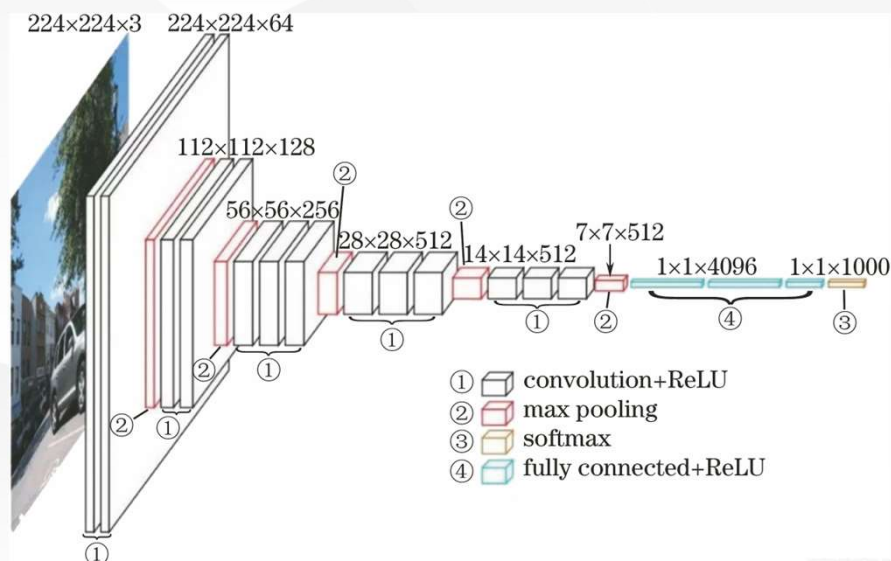 224×224×3 224×224×64
112×112×128
②
56×56×256
②
28×28×512
7×7×512
14×14×512
1×1×4096 1×1×1000
① ② ④ ③
①
② ①
② ①
① convolution+ReLU
② max pooling
③ softmax
④ fully connected+ReLU
①